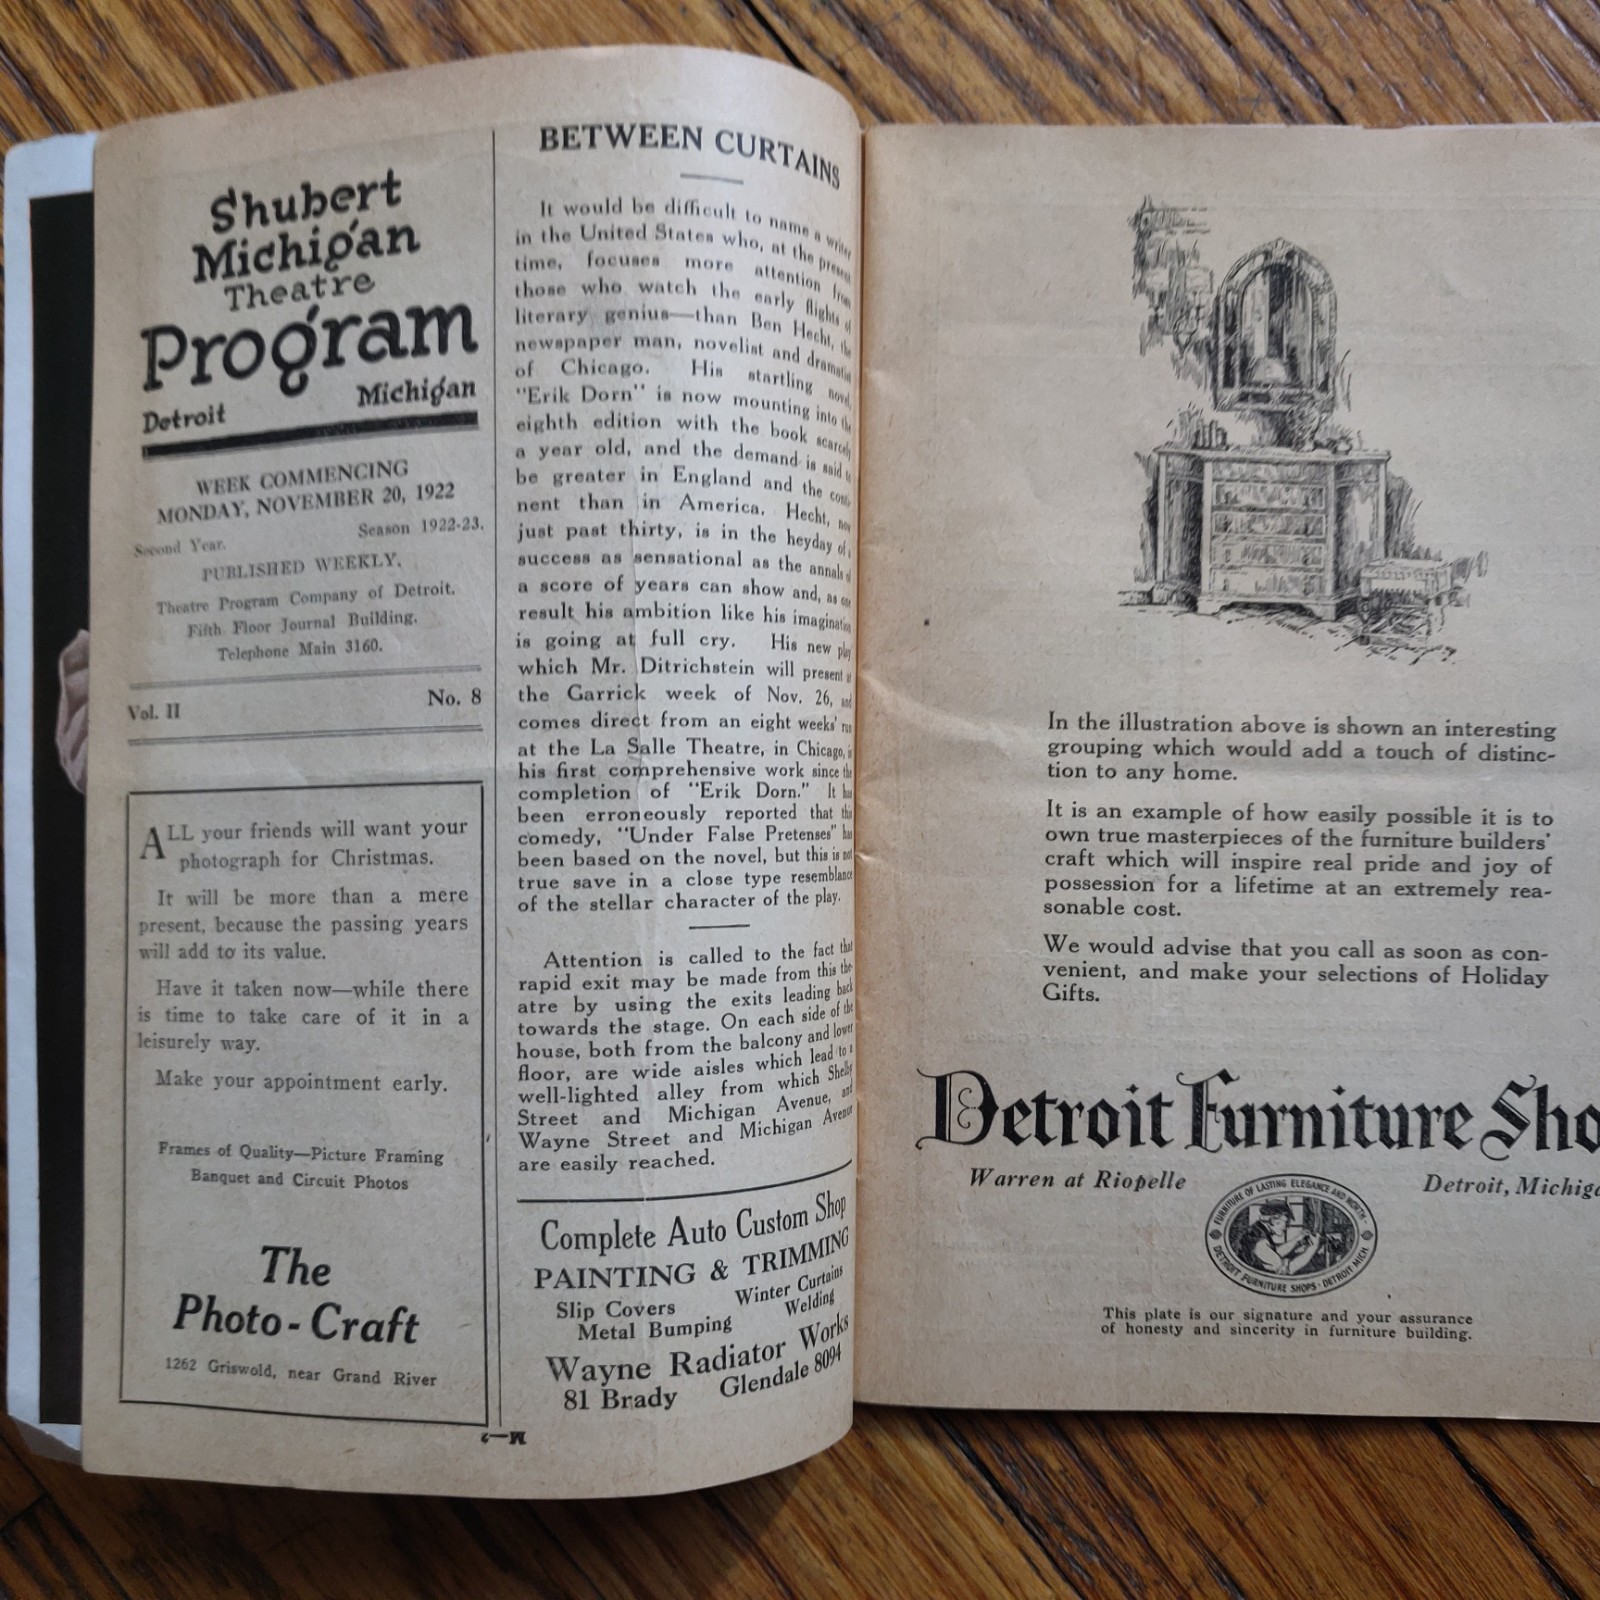 Shubert
Michigan
Theatre
Program
Detroit Michigan
WEEK COMMENCING
MONDAY, NOVEMBER 20, 1922
Second Year. Season 1922-23.
PUBLISHED WEEKLY.
Theatre Program Company of Detroit.
Fifth Floor Journal Building.
Telephone Main 3160.
Vol. II No. 8
ALL your friends will want your
photograph for Christmas.
It will be more than a mere
present, because the passing years
will add to its value.
Have it taken now—while there
is time to take care of it in a
leisurely way.
Make your appointment early.
Frames of Quality—Picture Framing
Banquet and Circuit Photos
The
Photo-Craft
1262 Griswold, near Grand River
M—2
BETWEEN CURTAINS
It would be difficult to name a writer
in the United States who, at the present
time, focuses more attention from
those who watch the early flights of
literary genius—than Ben Hecht, the
newspaper man, novelist and dramatist
of Chicago. His startling novel,
"Erik Dorn" is now mounting into the
eighth edition with the book scarcely
a year old, and the demand is said to
be greater in England and the conti-
nent than in America. Hecht, now
just past thirty, is in the heyday of a
success as sensational as the annals of
a score of years can show and, as one
result his ambition like his imagination
is going at full cry. His new play
which Mr. Ditrichstein will present at
the Garrick week of Nov. 26, and
comes direct from an eight weeks' run
at the La Salle Theatre, in Chicago, is
his first comprehensive work since the
completion of "Erik Dorn." It has
been erroneously reported that this
comedy, "Under False Pretenses" has
been based on the novel, but this is not
true save in a close type resemblance
of the stellar character of the play.
Attention is called to the fact that
rapid exit may be made from this the-
atre by using the exits leading back
towards the stage. On each side of the
house, both from the balcony and lower
floor, are wide aisles which lead to a
well-lighted alley from which Shelby
Street and Michigan Avenue, and
Wayne Street and Michigan Avenue
are easily reached.
Complete Auto Custom Shop
PAINTING & TRIMMING
Slip Covers Winter Curtains
Metal Bumping Welding
Wayne Radiator Works
81 Brady Glendale 8094
In the illustration above is shown an interesting
grouping which would add a touch of distinc-
tion to any home.
It is an example of how easily possible it is to
own true masterpieces of the furniture builders'
craft which will inspire real pride and joy of
possession for a lifetime at an extremely rea-
sonable cost.
We would advise that you call as soon as con-
venient, and make your selections of Holiday
Gifts.
Detroit Furniture Sho
Warren at Riopelle Detroit, Michiga
FURNITURE OF LASTING ELEGANCE AND WORTH
DETROIT FURNITURE SHOPS · DETROIT MICH
This plate is our signature and your assurance
of honesty and sincerity in furniture building.